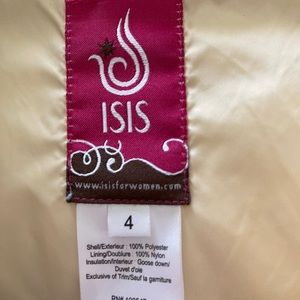 ISIS
www.isisforwomen.com
4
Shell/Exterieur : 100% Polyester
Lining/Doublure : 100% Nylon
Insulation/Interieur : Goose down/
Duvet d'oie
Exclusive of Trim/Sauf la garniture